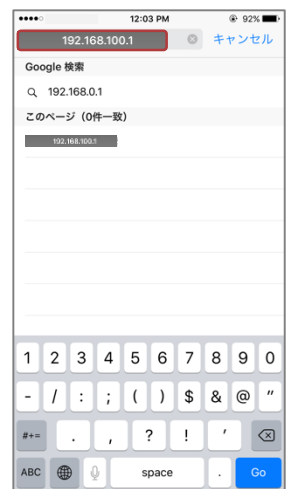 12:03 PM 92%
192.168.100.1 キャンセル
Google 検索
192.168.0.1
このページ（0件一致）
192.168.100.1
1 2 3 4 5 6 7 8 9 0
- / : ; ( ) $ & @ "
#+= . , ? ! '
ABC space . Go